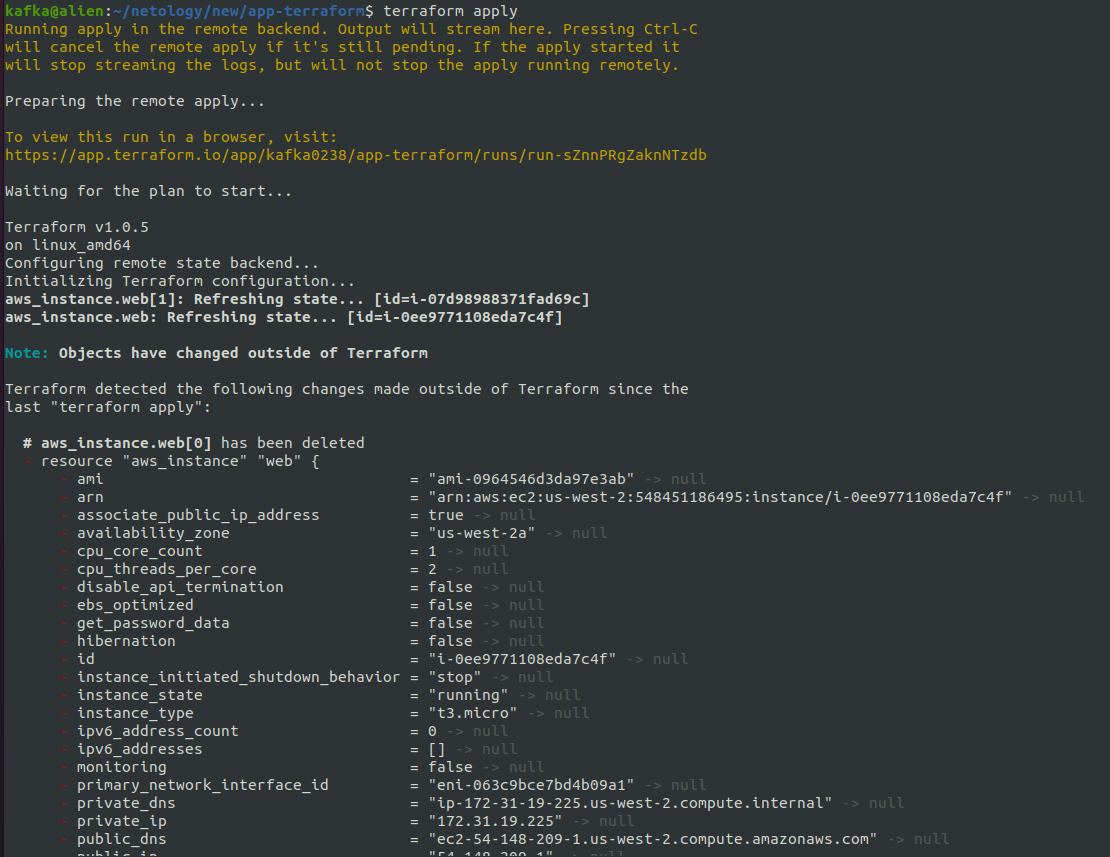 kafka@alien:~/netology/new/app-terraform$ terraform apply
Running apply in the remote backend. Output will stream here. Pressing Ctrl-C
will cancel the remote apply if it's still pending. If the apply started it
will stop streaming the logs, but will not stop the apply running remotely.
Preparing the remote apply...
To view this run in a browser, visit:
https://app.terraform.io/app/kafka0238/app-terraform/runs/run-sZnnPRgZaknNTzdb
Waiting for the plan to start...
Terraform v1.0.5
on linux_amd64
Configuring remote state backend...
Initializing Terraform configuration...
aws_instance.web[1]: Refreshing state... [id=i-07d98988371fad69c]
aws_instance.web: Refreshing state... [id=i-0ee9771108eda7c4f]
Note: Objects have changed outside of Terraform
Terraform detected the following changes made outside of Terraform since the
last "terraform apply":
# aws_instance.web[0] has been deleted
- resource "aws_instance" "web" {
- ami = "ami-0964546d3da97e3ab" -> null
- arn = "arn:aws:ec2:us-west-2:548451186495:instance/i-0ee9771108eda7c4f" -> null
- associate_public_ip_address = true -> null
- availability_zone = "us-west-2a" -> null
- cpu_core_count = 1 -> null
- cpu_threads_per_core = 2 -> null
- disable_api_termination = false -> null
- ebs_optimized = false -> null
- get_password_data = false -> null
- hibernation = false -> null
- id = "i-0ee9771108eda7c4f" -> null
- instance_initiated_shutdown_behavior = "stop" -> null
- instance_state = "running" -> null
- instance_type = "t3.micro" -> null
- ipv6_address_count = 0 -> null
- ipv6_addresses = [] -> null
- monitoring = false -> null
- primary_network_interface_id = "eni-063c9bce7bd4b09a1" -> null
- private_dns = "ip-172-31-19-225.us-west-2.compute.internal" -> null
- private_ip = "172.31.19.225" -> null
- public_dns = "ec2-54-148-209-1.us-west-2.compute.amazonaws.com" -> null
- public_ip = "54.148.209.1" -> null